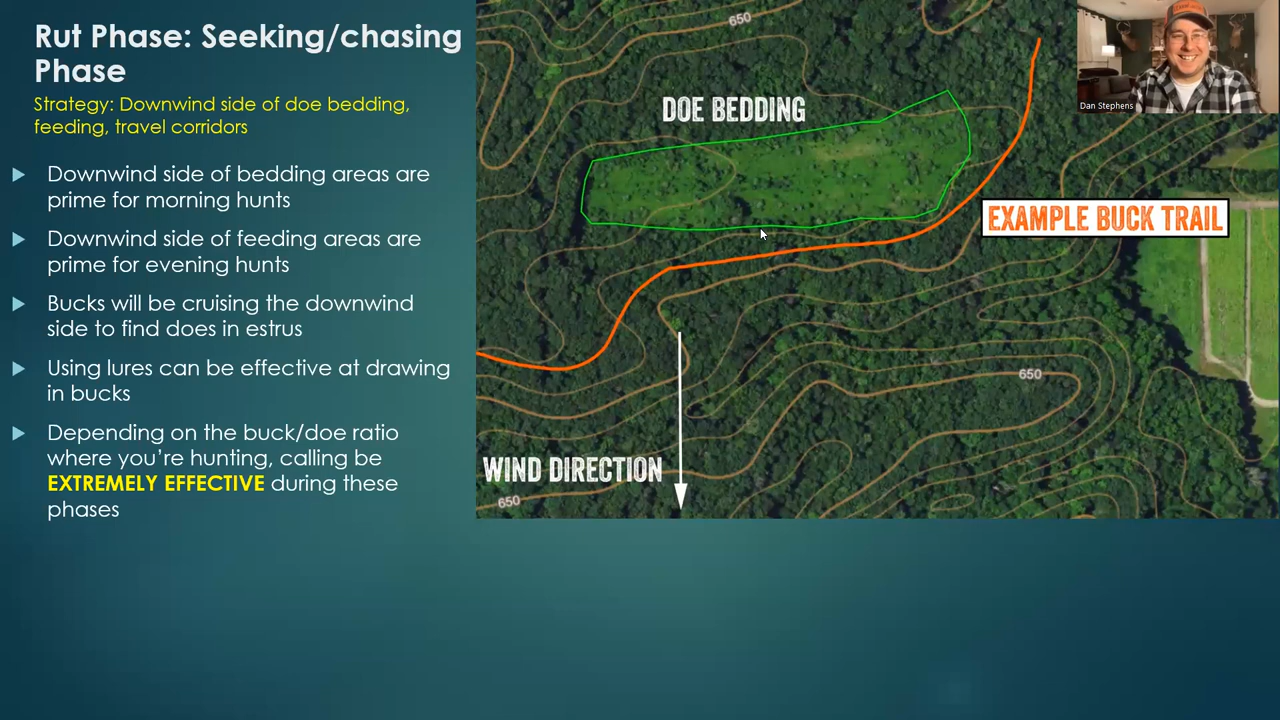 Rut Phase: Seeking/chasing
Phase
Strategy: Downwind side of doe bedding,
feeding, travel corridors
Downwind side of bedding areas are
prime for morning hunts
Downwind side of feeding areas are
prime for evening hunts
Bucks will be cruising the downwind
side to find does in estrus
Using lures can be effective at drawing
in bucks
Depending on the buck/doe ratio
where you’re hunting, calling be
EXTREMELY EFFECTIVE during these
phases
650
DOE BEDDING
Dan Stephens
EXAMPLE BUCK TRAIL
650
WIND DIRECTION
650